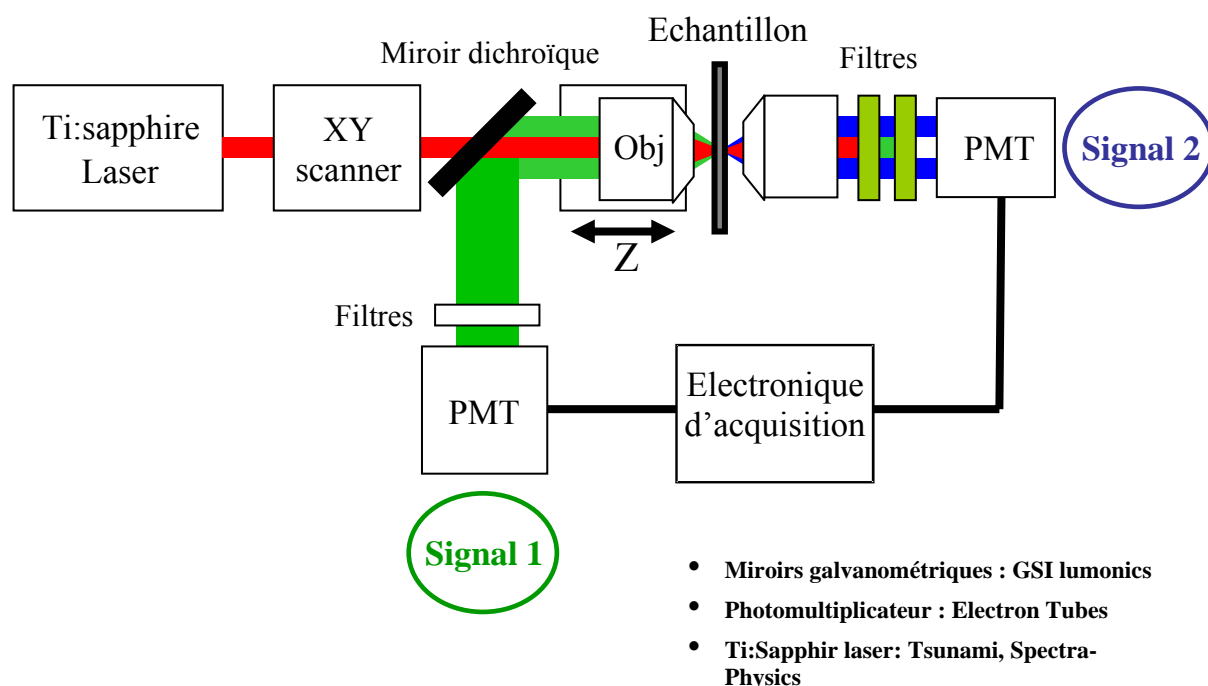 Echantillon
Miroir dichroïque
Filtres
Ti:sapphire
Laser
XY
scanner
Obj
PMT
Signal 2
Z
Filtres
PMT
Electronique
d'acquisition
Signal 1
• Miroirs galvanométriques : GSI lumonics
• Photomultiplicateur : Electron Tubes
• Ti:Sapphir laser: Tsunami, Spectra-
Physics